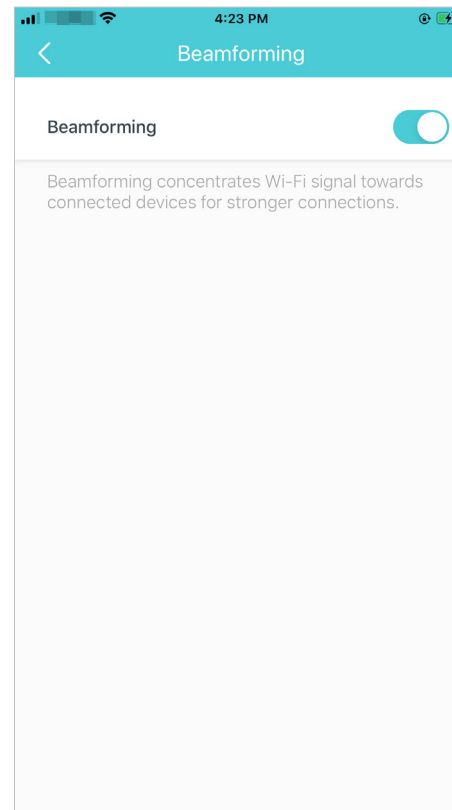 4:23 PM
Beamforming
Beamforming
Beamforming concentrates Wi-Fi signal towards
connected devices for stronger connections.